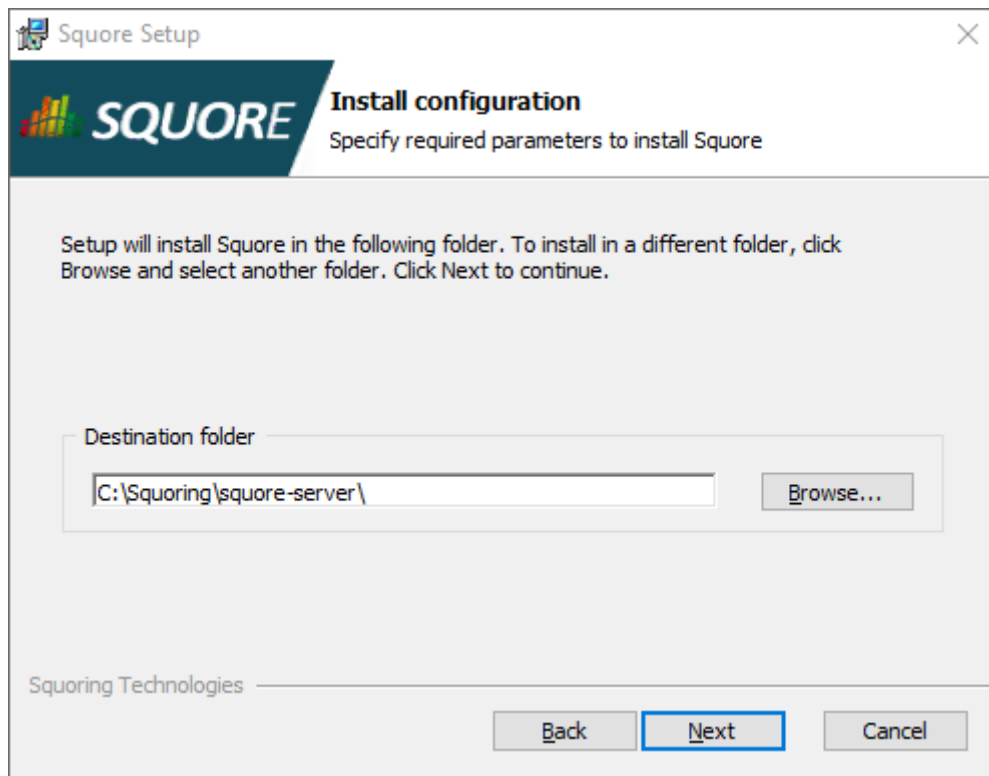 Squore Setup
SQUORE
Install configuration
Specify required parameters to install Squore
Setup will install Squore in the following folder. To install in a different folder, click
Browse and select another folder. Click Next to continue.
Destination folder
C:\Squoring\squore-server\
Browse...
Squoring Technologies
Back
Next
Cancel